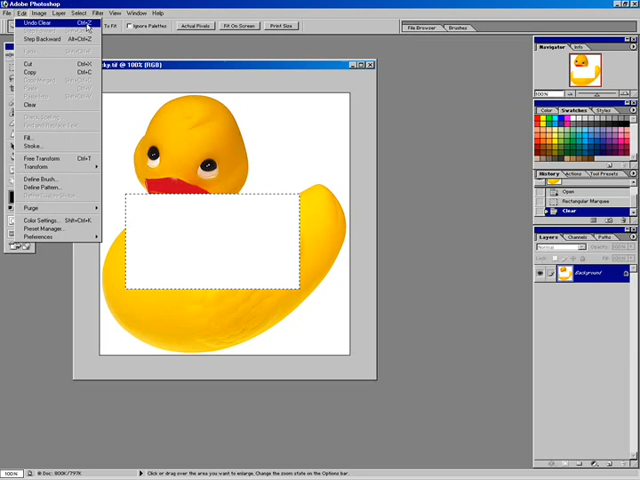 Adobe Photoshop
File Edit Image Layer Select Filter View Window Help
To Fit Ignore Palettes Actual Pixels Fit On Screen Print Size File Browser Brushes
Undo Clear Ctrl+Z
Step Backward Alt+Ctrl+Z
Cut Ctrl+X
Copy Ctrl+C
Clear
Fill...
Stroke...
Free Transform Ctrl+T
Transform
Define Brush...
Define Pattern...
Purge
Color Settings... Shft+Ctrl+K
Preset Manager...
Preferences
cky.tif @ 100% (RGB)
Navigator Info
100%
Color Swatches Styles
History Actions Tool Presets
Open
Rectangular Marquee
Clear
Layers Channels Paths
Normal Opacity:
Lock: Fill:
Background
100% Doc: 800K/797K Click or drag over the area you want to enlarge. Change the zoom state on the Options bar.